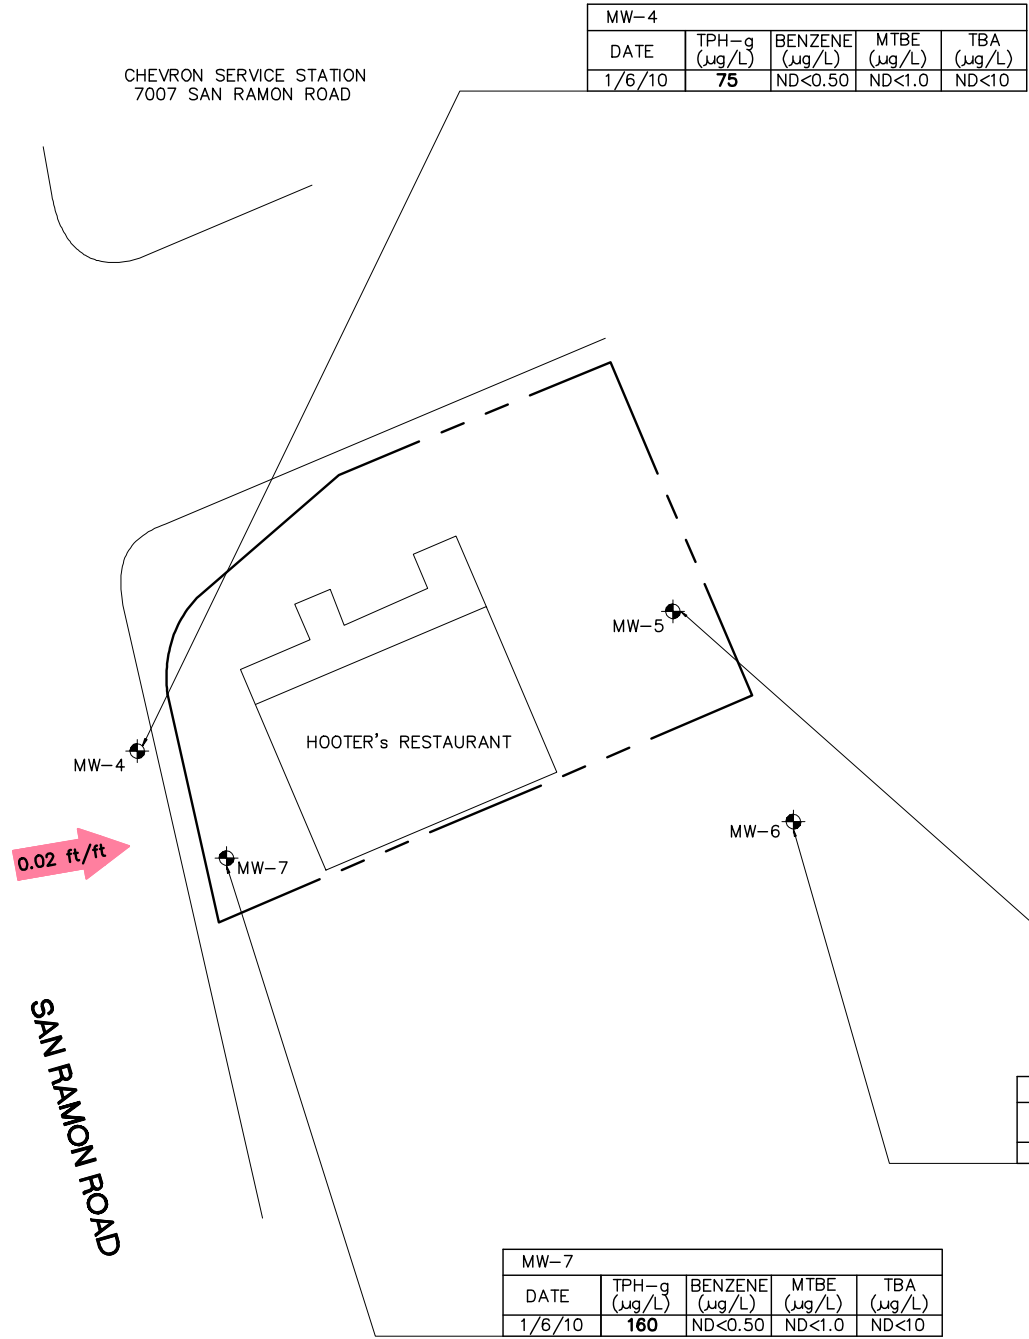 MW-4
DATE TPH-g (µg/L) BENZENE (µg/L) MTBE (µg/L) TBA (µg/L)
1/6/10 75 ND<0.50 ND<1.0 ND<10
CHEVRON SERVICE STATION
7007 SAN RAMON ROAD
MW-5
HOOTER's RESTAURANT
MW-4
MW-6
0.02 ft/ft
MW-7
SAN RAMON ROAD
MW-7
DATE TPH-g (µg/L) BENZENE (µg/L) MTBE (µg/L) TBA (µg/L)
1/6/10 160 ND<0.50 ND<1.0 ND<10